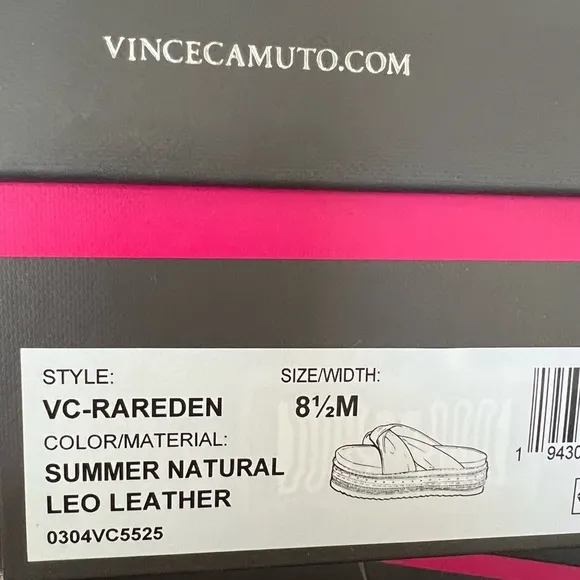 VINCECAMUTO.COM
STYLE: SIZE/WIDTH:
VC-RAREDEN 8½M
COLOR/MATERIAL:
SUMMER NATURAL
LEO LEATHER
0304VC5525
1 9430